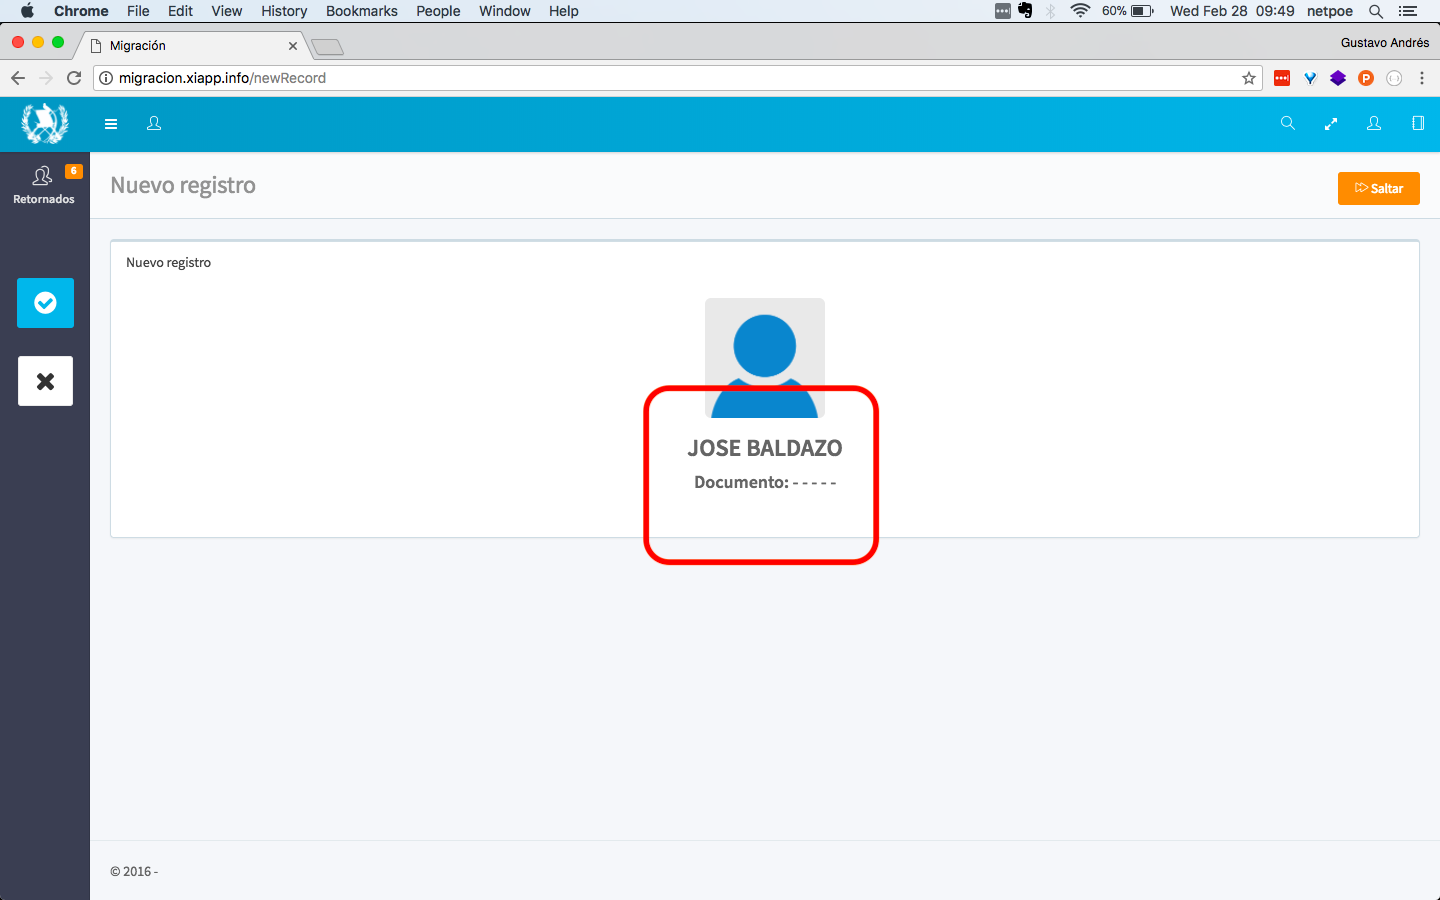 Chrome File Edit View History Bookmarks People Window Help 60% Wed Feb 28 09:49 netpoe
Migración Gustavo Andrés
migracion.xiapp.info/newRecord
6
Retornados
Nuevo registro
Saltar
Nuevo registro
JOSE BALDAZO
Documento: - - - - -
© 2016 -